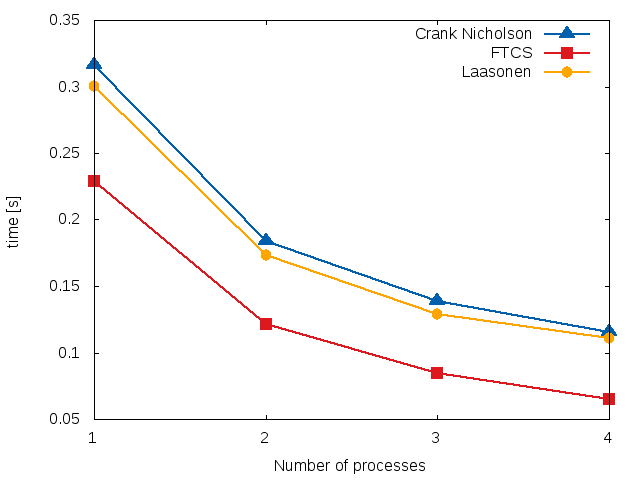 0.35
0.3
0.25
0.2
0.15
0.1
0.05
time [s]
Crank Nicholson
FTCS
Laasonen
1 2 3 4
Number of processes